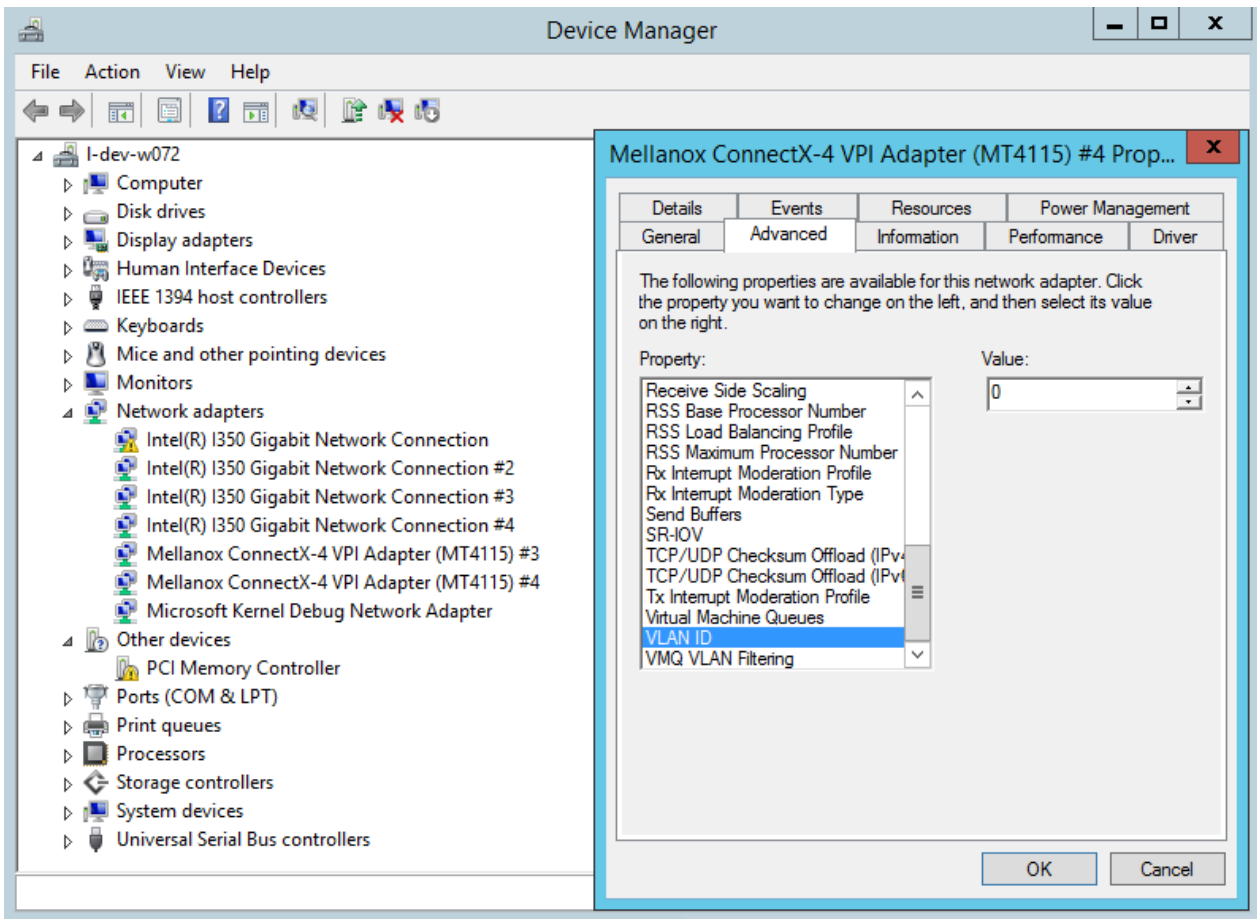 Device Manager
File Action View Help
I-dev-w072
Computer
Disk drives
Display adapters
Human Interface Devices
IEEE 1394 host controllers
Keyboards
Mice and other pointing devices
Monitors
Network adapters
Intel(R) I350 Gigabit Network Connection
Intel(R) I350 Gigabit Network Connection #2
Intel(R) I350 Gigabit Network Connection #3
Intel(R) I350 Gigabit Network Connection #4
Mellanox ConnectX-4 VPI Adapter (MT4115) #3
Mellanox ConnectX-4 VPI Adapter (MT4115) #4
Microsoft Kernel Debug Network Adapter
Other devices
PCI Memory Controller
Ports (COM & LPT)
Print queues
Processors
Storage controllers
System devices
Universal Serial Bus controllers
Mellanox ConnectX-4 VPI Adapter (MT4115) #4 Prop...
Details Events Resources Power Management
General Advanced Information Performance Driver
The following properties are available for this network adapter. Click
the property you want to change on the left, and then select its value
on the right.
Property:
Value:
Receive Side Scaling
RSS Base Processor Number
RSS Load Balancing Profile
RSS Maximum Processor Number
Rx Interrupt Moderation Profile
Rx Interrupt Moderation Type
Send Buffers
SR-IOV
TCP/UDP Checksum Offload (IPv4
TCP/UDP Checksum Offload (IPv6
Tx Interrupt Moderation Profile
Virtual Machine Queues
VLAN ID
VMQ VLAN Filtering
0
OK Cancel